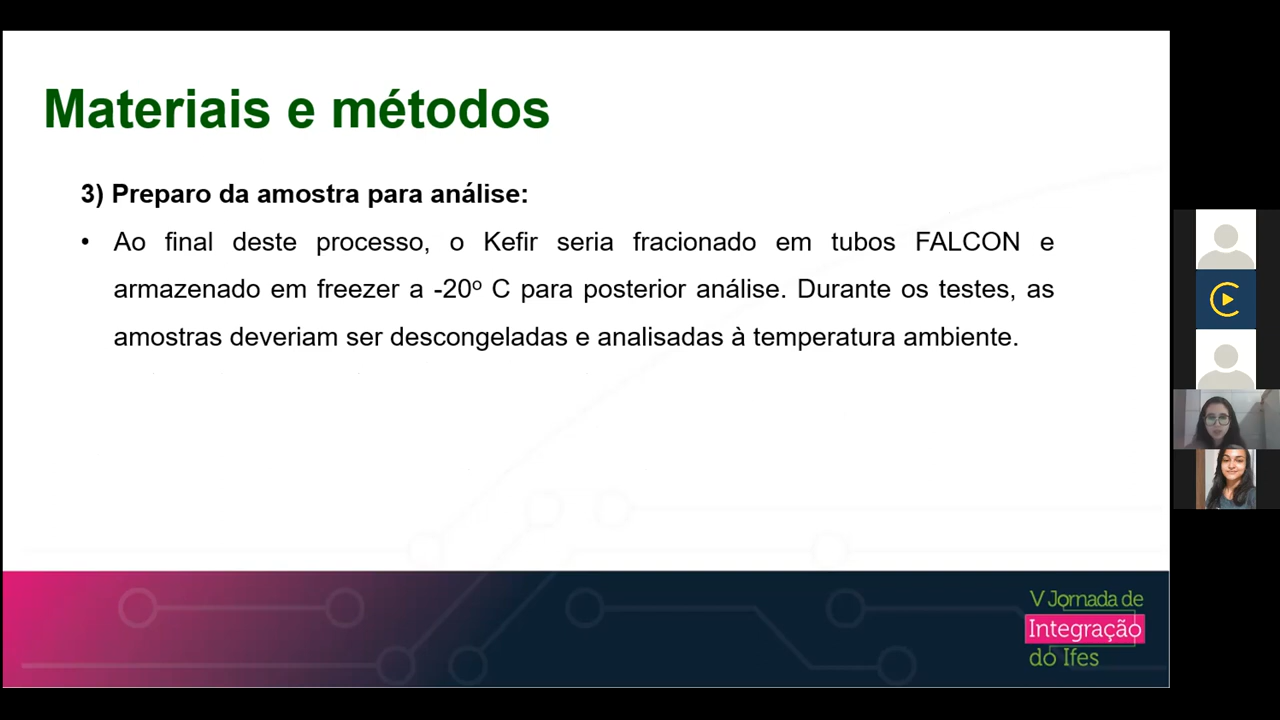 Materiais e métodos
3) Preparo da amostra para análise:
• Ao final deste processo, o Kefir seria fracionado em tubos FALCON e
armazenado em freezer a -20º C para posterior análise. Durante os testes, as
amostras deveriam ser descongeladas e analisadas à temperatura ambiente.
V Jornada de
Integração
do Ifes